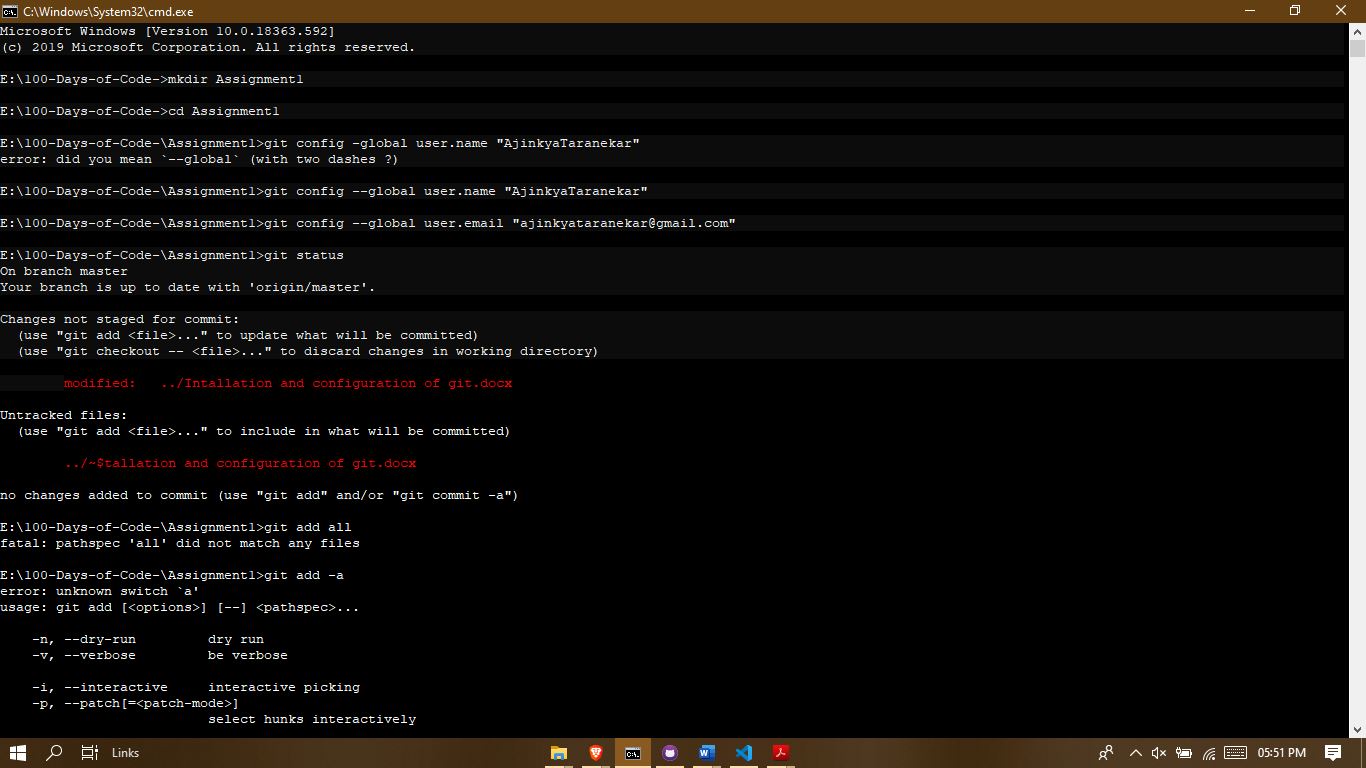 C:\Windows\System32\cmd.exe
Microsoft Windows [Version 10.0.18363.592]
(c) 2019 Microsoft Corporation. All rights reserved.
E:\100-Days-of-Code->mkdir Assignment1
E:\100-Days-of-Code->cd Assignment1
E:\100-Days-of-Code-\Assignment1>git config -global user.name "AjinkyaTaranekar"
error: did you mean `--global` (with two dashes ?)
E:\100-Days-of-Code-\Assignment1>git config --global user.name "AjinkyaTaranekar"
E:\100-Days-of-Code-\Assignment1>git config --global user.email "ajinkyataranekar@gmail.com"
E:\100-Days-of-Code-\Assignment1>git status
On branch master
Your branch is up to date with 'origin/master'.
Changes not staged for commit:
  (use "git add <file>..." to update what will be committed)
  (use "git checkout -- <file>..." to discard changes in working directory)
        modified:   ../Intallation and configuration of git.docx
Untracked files:
  (use "git add <file>..." to include in what will be committed)
        ../~$tallation and configuration of git.docx
no changes added to commit (use "git add" and/or "git commit -a")
E:\100-Days-of-Code-\Assignment1>git add all
fatal: pathspec 'all' did not match any files
E:\100-Days-of-Code-\Assignment1>git add -a
error: unknown switch `a'
usage: git add [<options>] [--] <pathspec>...
    -n, --dry-run         dry run
    -v, --verbose         be verbose
    -i, --interactive     interactive picking
    -p, --patch[=<patch-mode>]
                          select hunks interactively
Links
05:51 PM